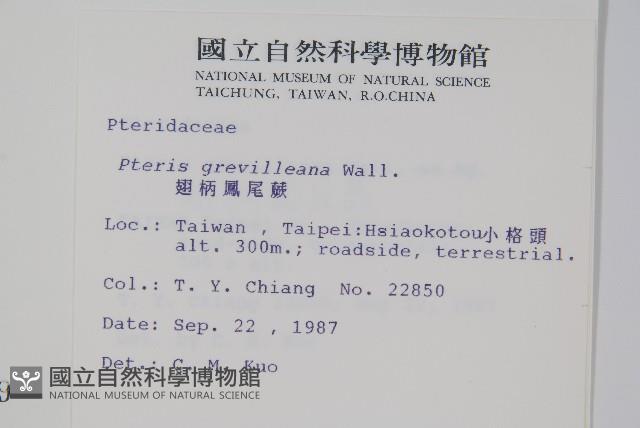 國立自然科學博物館
NATIONAL MUSEUM OF NATURAL SCIENCE
TAICHUNG, TAIWAN, R.O.CHINA
Pteridaceae
Pteris grevilleana Wall.
翅柄鳳尾蕨
Loc.: Taiwan , Taipei:Hsiaokotou小格頭
alt. 300m.; roadside, terrestrial.
Col.: T. Y. Chiang No. 22850
Date: Sep. 22 , 1987
Det.: C. M. Kuo
國立自然科學博物館
NATIONAL MUSEUM OF NATURAL SCIENCE